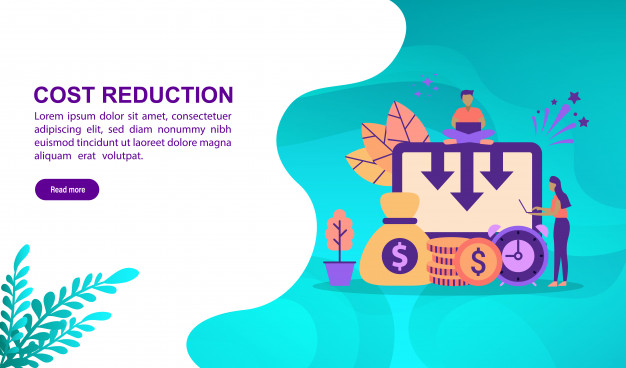 COST REDUCTION
Lorem ipsum dolor sit amet, consectetuer
adipiscing elit, sed diam nonummy nibh
euismod tincidunt ut laoreet dolore magna
aliquam erat volutpat.
Read more
$
$